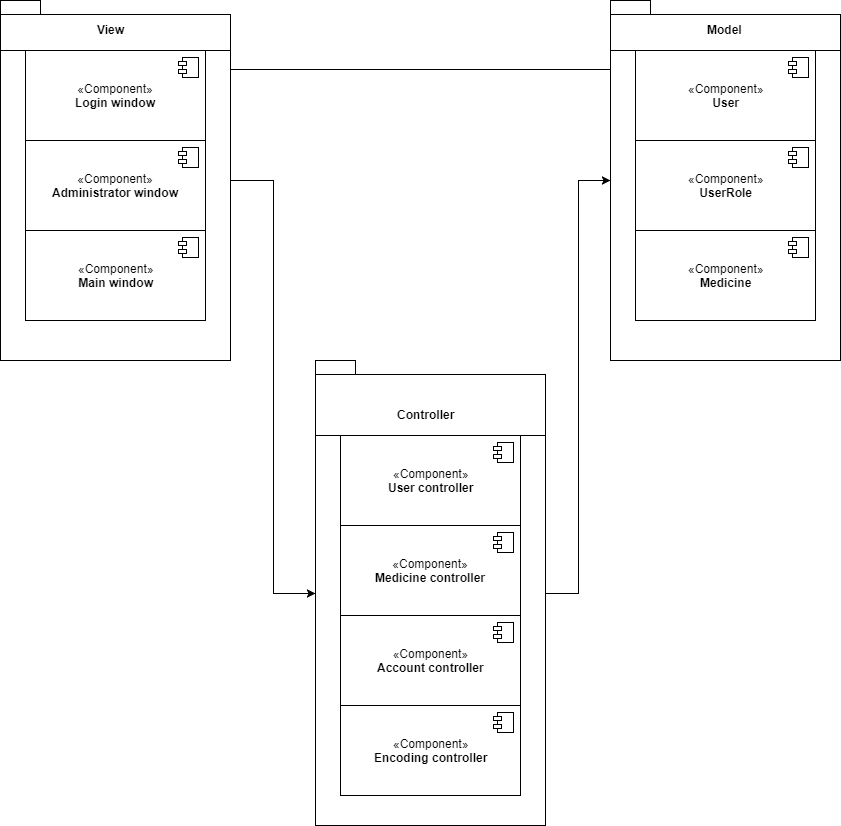 View
«Component»
Login window
«Component»
Administrator window
«Component»
Main window
Model
«Component»
User
«Component»
UserRole
«Component»
Medicine
Controller
«Component»
User controller
«Component»
Medicine controller
«Component»
Account controller
«Component»
Encoding controller